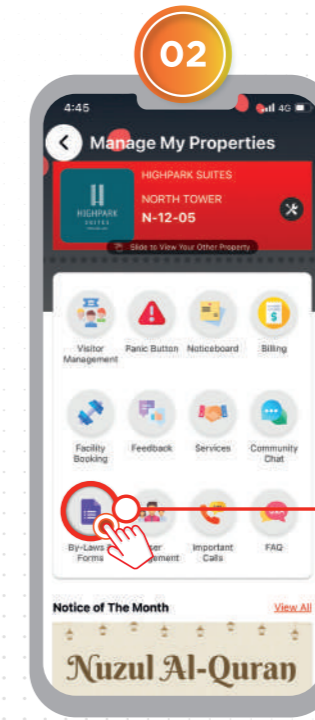 02
4:45
4G
Manage My Properties
HIGHPARK SUITES
NORTH TOWER
N-12-05
HIGHPARK
SUITES
Slide to View Your Other Property
Visitor Management
Panic Button
Noticeboard
Billing
Facility Booking
Feedback
Services
Community Chat
By-Laws
Forms
Important Calls
FAQ
Notice of The Month
View All
Nuzul Al-Quran